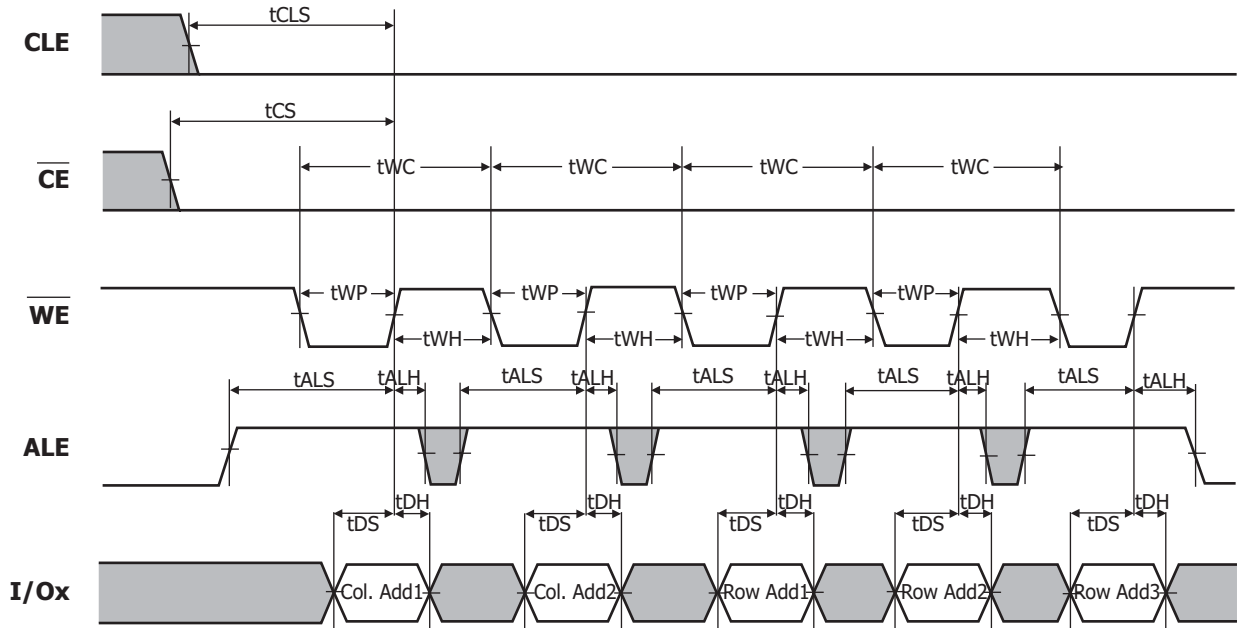 tCLS
CLE
tCS
CE
tWC tWC tWC tWC
WE
tWP tWP tWP tWP
tWH tWH tWH tWH
tALS tALH tALS tALH tALS tALH tALS tALH tALS tALH
ALE
tDS tDH tDS tDH tDS tDH tDS tDH tDS tDH
I/Ox
Col. Add1 Col. Add2 Row Add1 Row Add2 Row Add3